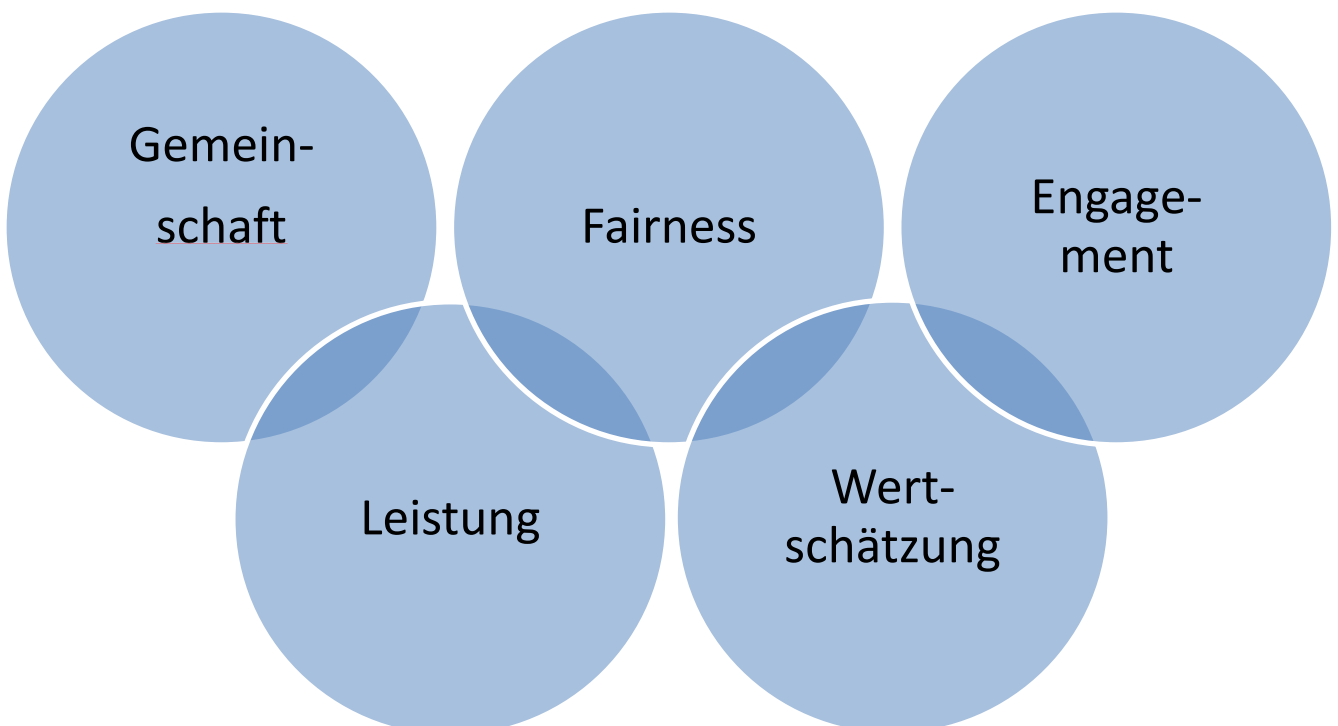 Gemein-
schaft
Fairness
Engage-
ment
Leistung
Wert-
schätzung